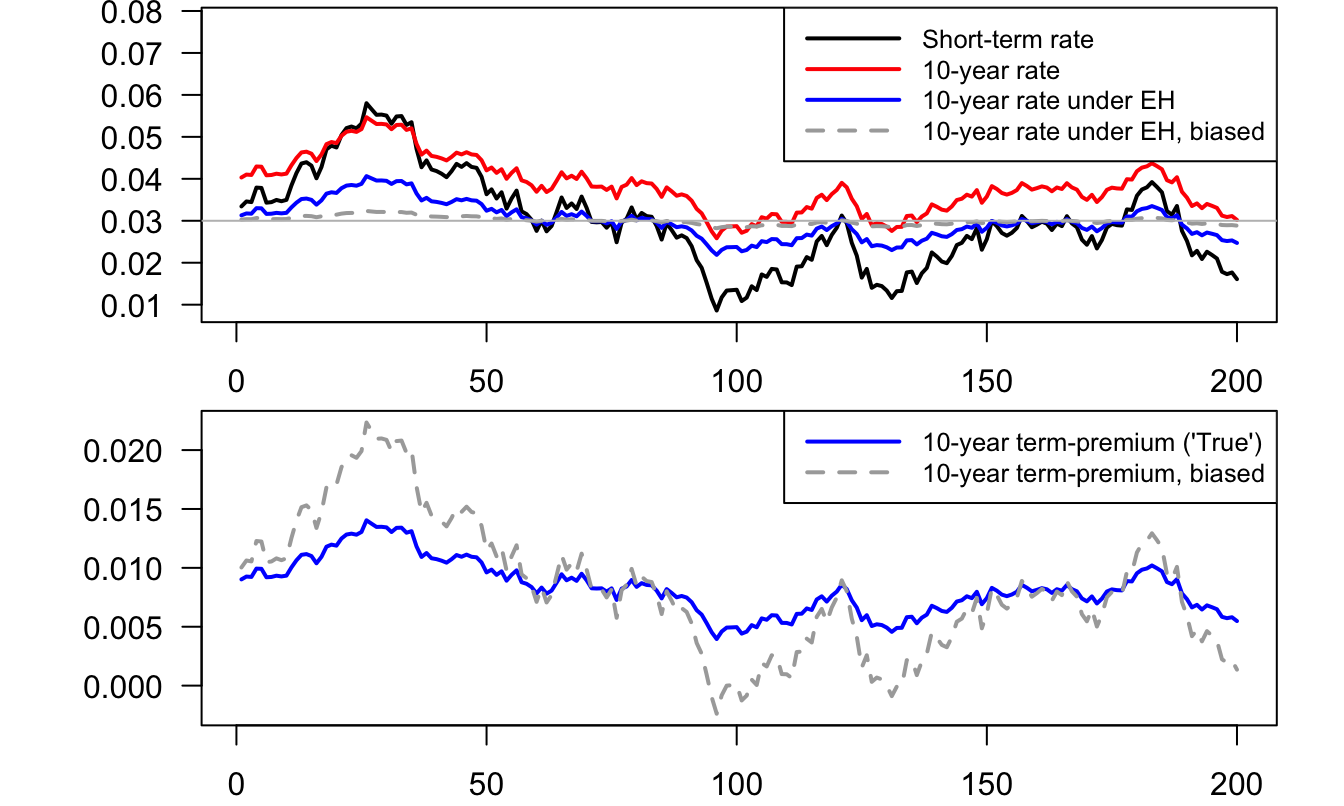 0.08
0.07
0.06
0.05
0.04
0.03
0.02
0.01
Short-term rate
10-year rate
10-year rate under EH
10-year rate under EH, biased
0 50 100 150 200
0.020
0.015
0.010
0.005
0.000
10-year term-premium ('True')
10-year term-premium, biased
0 50 100 150 200